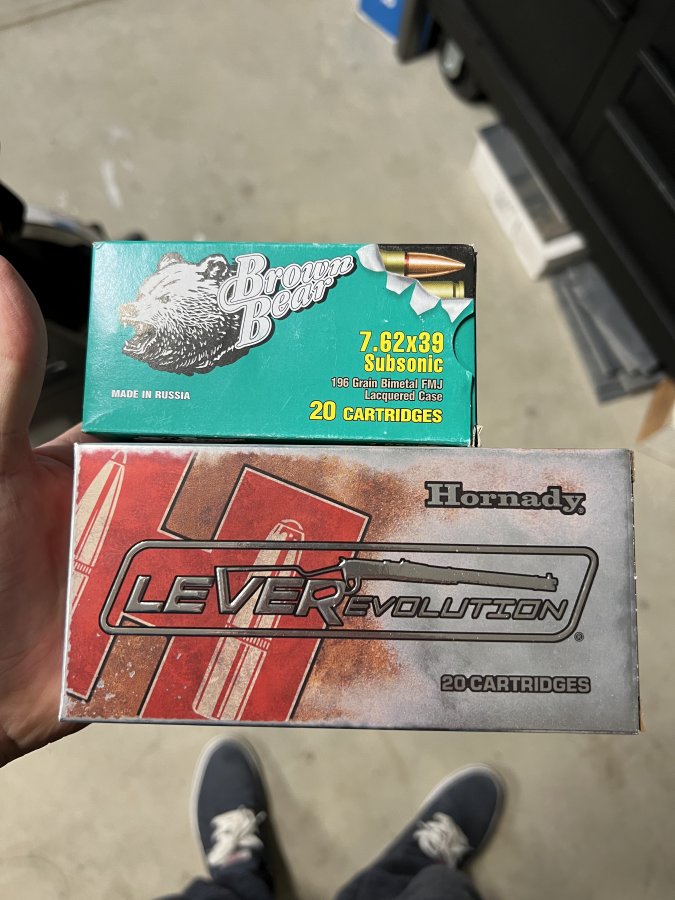 Brown
Bear
7.62x39
Subsonic
196 Grain Bimetal FMJ
Lacquered Case
MADE IN RUSSIA
20 CARTRIDGES
Hornady®
LEVEREVOLUTION®
20 CARTRIDGES